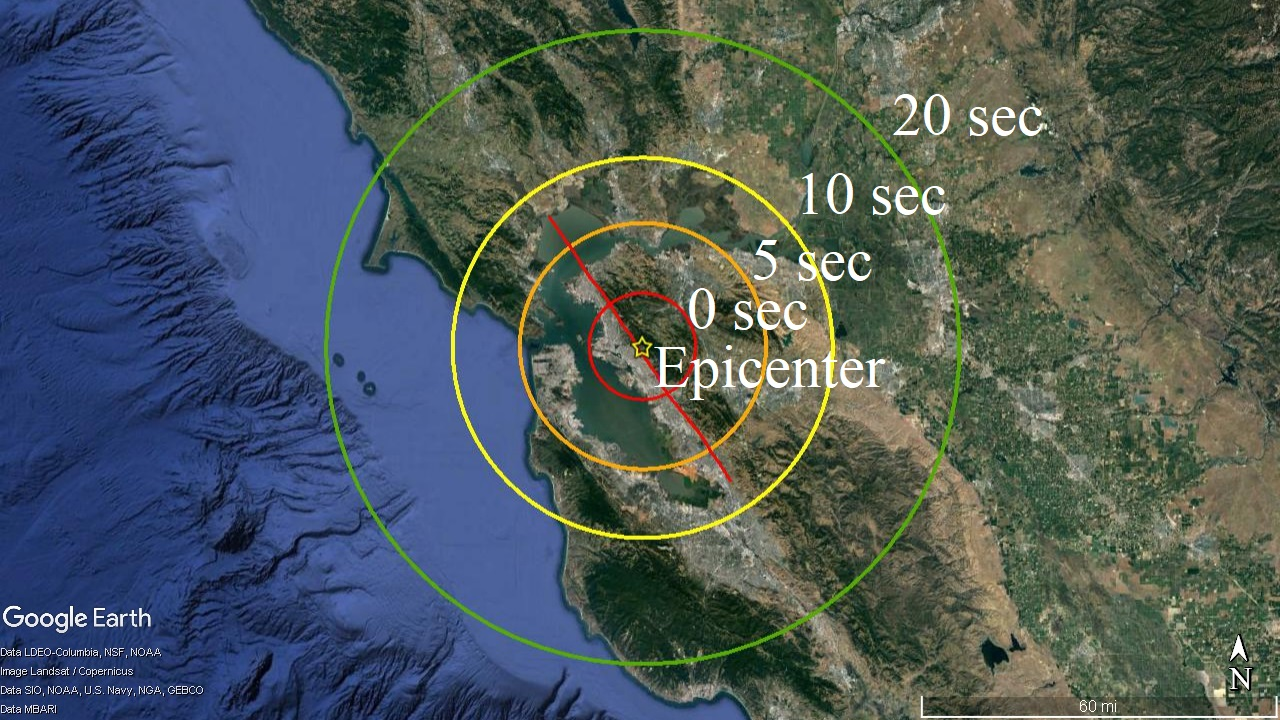 20 sec
10 sec
5 sec
0 sec
Epicenter
Google Earth
Data LDEO-Columbia, NSF, NOAA
Image Landsat / Copernicus
Data SIO, NOAA, U.S. Navy, NGA, GEBCO
Data MBARI
N
60 mi